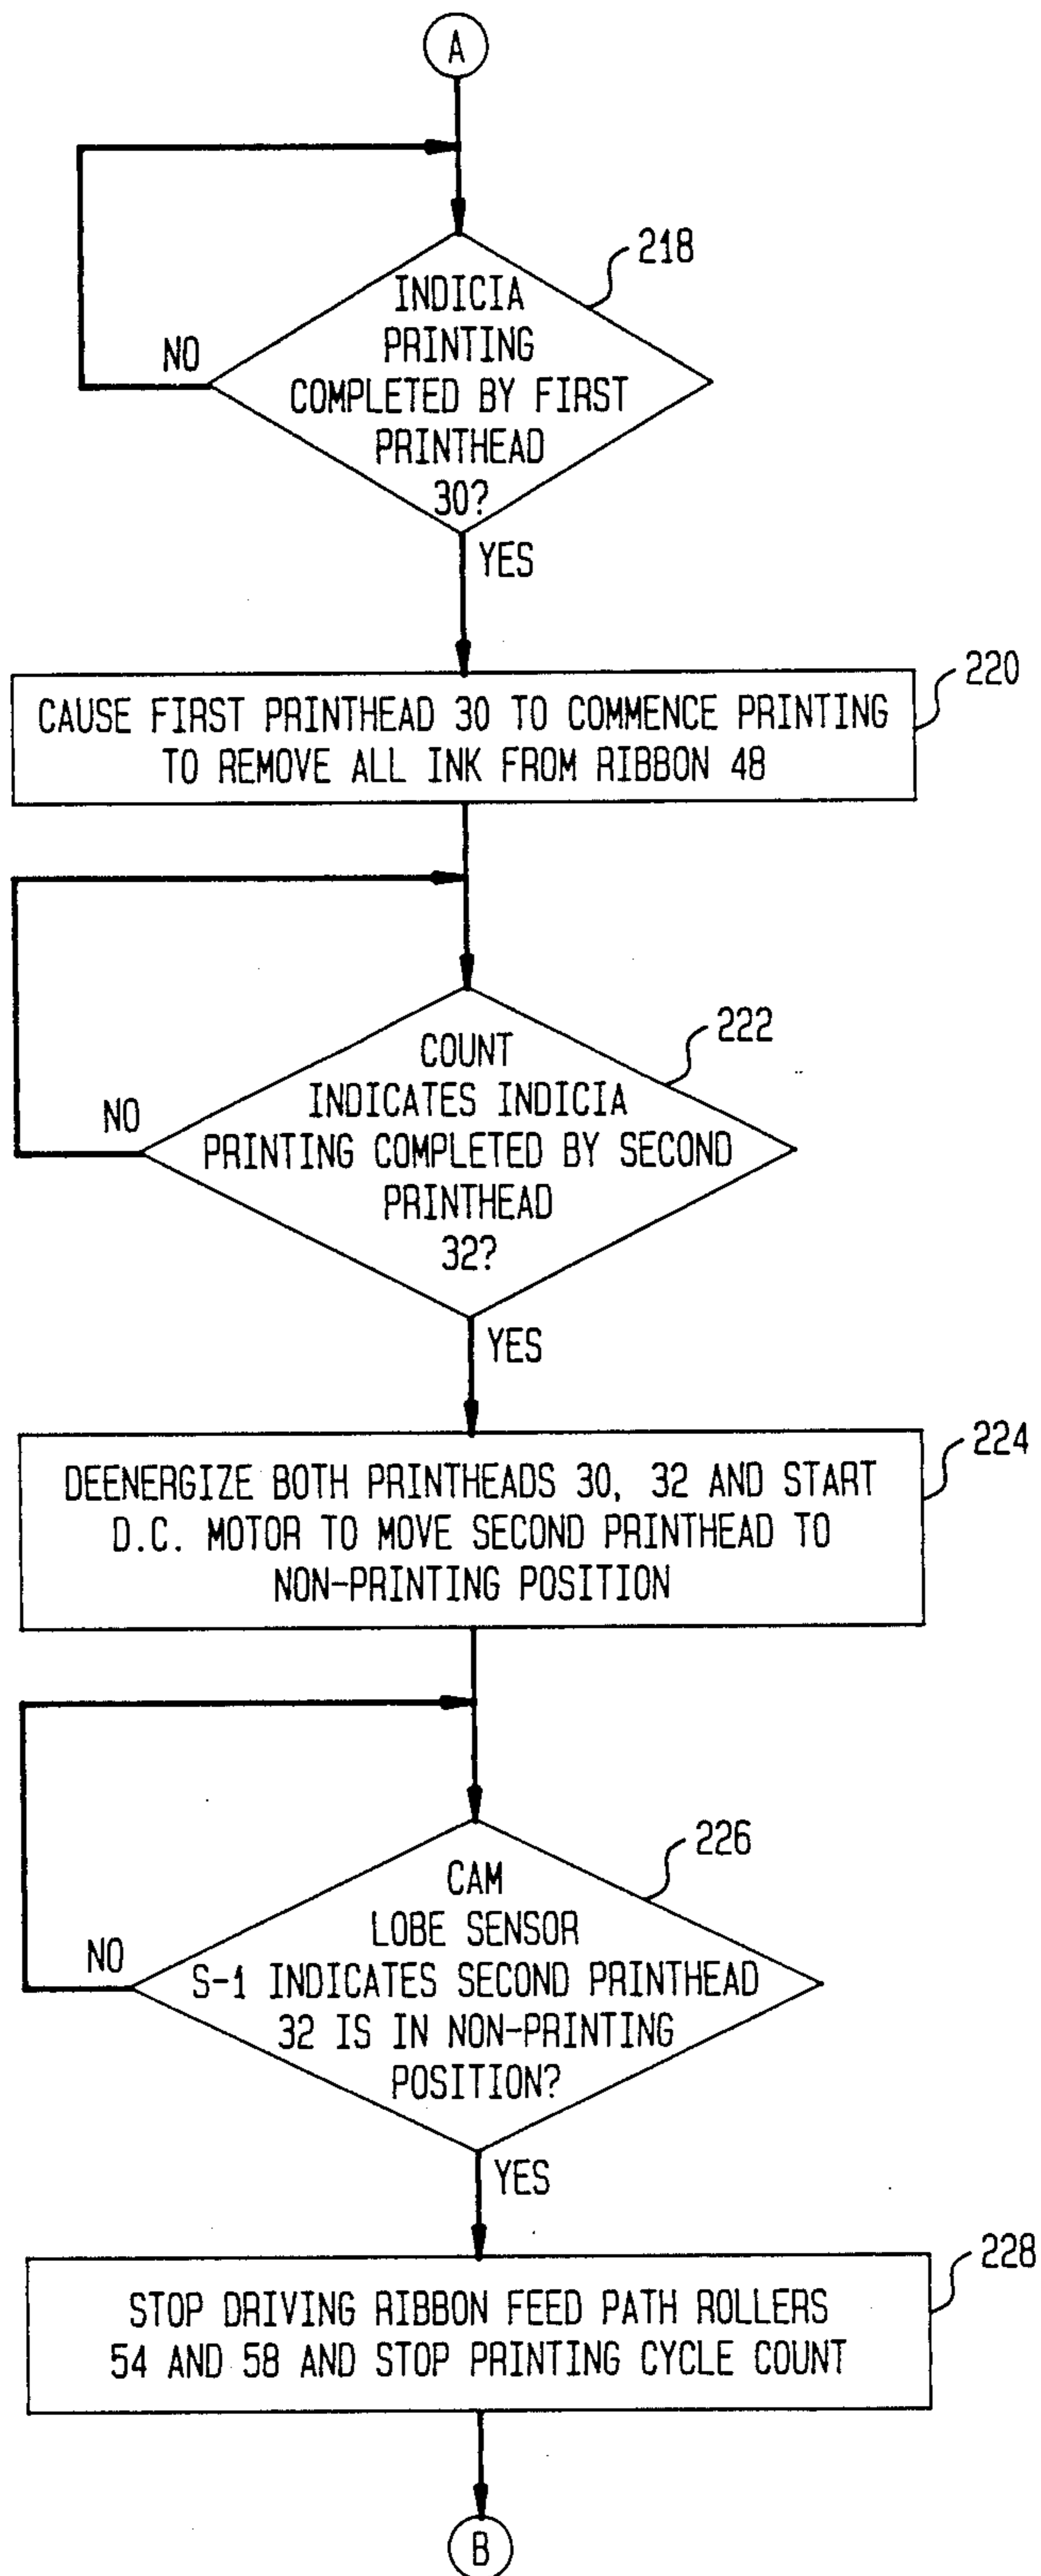 A
218
INDICIA
PRINTING
COMPLETED BY FIRST
PRINTHEAD
30?
NO
YES
220
CAUSE FIRST PRINTHEAD 30 TO COMMENCE PRINTING
TO REMOVE ALL INK FROM RIBBON 48
222
COUNT
INDICATES INDICIA
PRINTING COMPLETED BY SECOND
PRINTHEAD
32?
NO
YES
224
DEENERGIZE BOTH PRINTHEADS 30, 32 AND START
D.C. MOTOR TO MOVE SECOND PRINTHEAD TO
NON-PRINTING POSITION
226
CAM
LOBE SENSOR
S-1 INDICATES SECOND PRINTHEAD
32 IS IN NON-PRINTING
POSITION?
NO
YES
228
STOP DRIVING RIBBON FEED PATH ROLLERS
54 AND 58 AND STOP PRINTING CYCLE COUNT
B